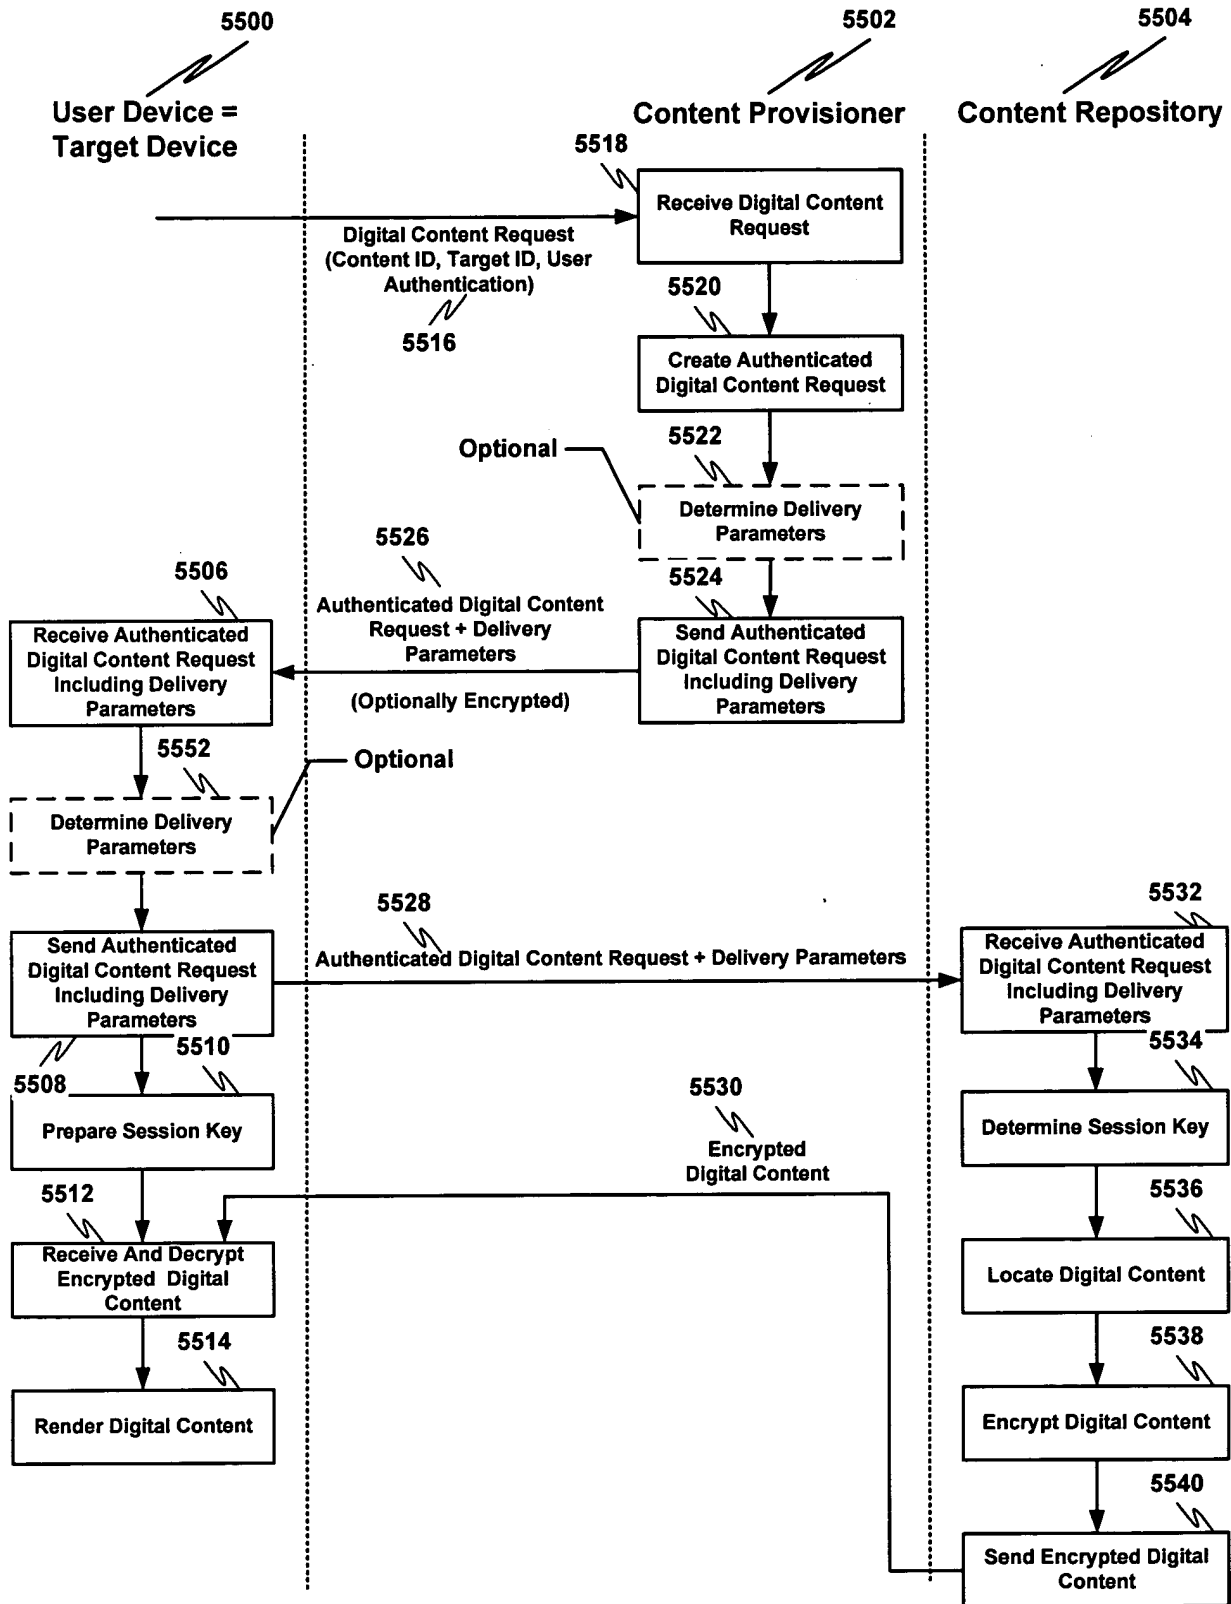 5500
5502
5504
User Device =
Target Device
Content Provisioner
Content Repository
5518
Receive Digital Content
Request
Digital Content Request
(Content ID, Target ID, User
Authentication)
5516
5520
Create Authenticated
Digital Content Request
5522
Optional
Determine Delivery
Parameters
5526
5524
Authenticated Digital Content
Request + Delivery
Parameters
(Optionally Encrypted)
Send Authenticated
Digital Content Request
Including Delivery
Parameters
5506
Receive Authenticated
Digital Content Request
Including Delivery
Parameters
5552
Optional
Determine Delivery
Parameters
5528
Authenticated Digital Content Request + Delivery Parameters
5532
Send Authenticated
Digital Content Request
Including Delivery
Parameters
Receive Authenticated
Digital Content Request
Including Delivery
Parameters
5508
5510
5534
Prepare Session Key
5530
Encrypted
Digital Content
Determine Session Key
5512
5536
Receive And Decrypt
Encrypted Digital
Content
Locate Digital Content
5514
5538
Render Digital Content
Encrypt Digital Content
5540
Send Encrypted Digital
Content